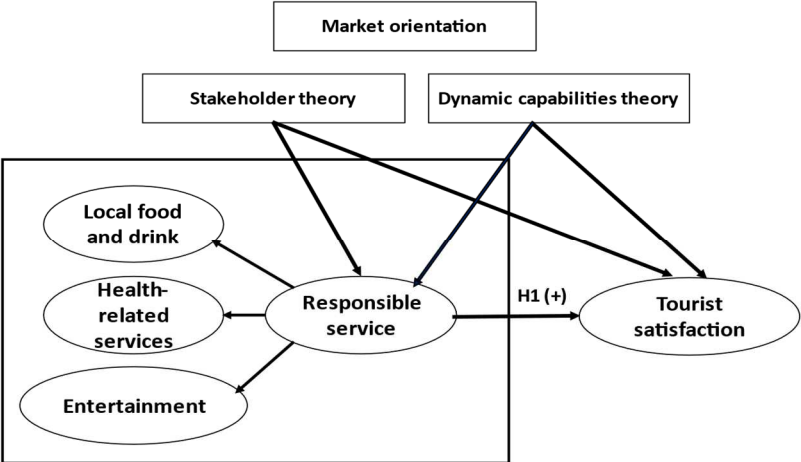 Market orientation
Stakeholder theory
Dynamic capabilities theory
Local food
and drink
Health-
related
services
Responsible
service
H1 (+)
Tourist
satisfaction
Entertainment